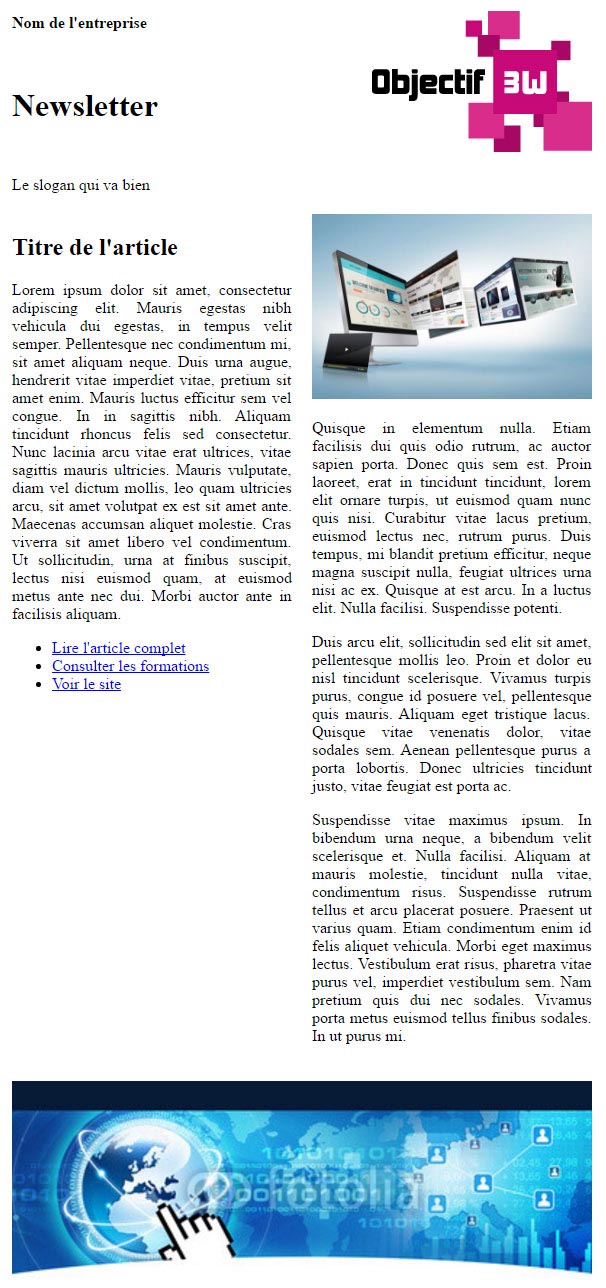 Nom de l'entreprise
Objectif 3W
Newsletter
Le slogan qui va bien
Titre de l'article
Lorem ipsum dolor sit amet, consectetur
adipiscing elit. Mauris egestas nibh
vehicula dui egestas, in tempus velit
semper. Pellentesque nec condimentum mi,
sit amet aliquam neque. Duis urna augue,
hendrerit vitae imperdiet vitae, pretium sit
amet enim. Mauris luctus efficitur sem vel
congue. In in sagittis nibh. Aliquam
tincidunt rhoncus felis sed consectetur.
Nunc lacinia arcu vitae erat ultrices, vitae
sagittis mauris ultricies. Mauris vulputate,
diam vel dictum mollis, leo quam ultricies
arcu, sit amet volutpat ex est sit amet ante.
Maecenas accumsan aliquet molestie. Cras
viverra sit amet libero vel condimentum.
Ut sollicitudin, urna at finibus suscipit,
lectus nisi euismod quam, at euismod
metus ante nec dui. Morbi auctor ante in
facilisis aliquam.
Lire l'article complet
Consulter les formations
Voir le site
Quisque in elementum nulla. Etiam
facilisis dui quis odio rutrum, ac auctor
sapien porta. Donec quis sem est. Proin
laoreet, erat in tincidunt tincidunt, lorem
elit ornare turpis, ut euismod quam nunc
quis nisi. Curabitur vitae lacus pretium,
euismod lectus nec, rutrum purus. Duis
tempus, mi blandit pretium efficitur, neque
magna suscipit nulla, feugiat ultrices urna
nisi ac ex. Quisque at est arcu. In a luctus
elit. Nulla facilisi. Suspendisse potenti.
Duis arcu elit, sollicitudin sed elit sit amet,
pellentesque mollis leo. Proin et dolor eu
nisl tincidunt scelerisque. Vivamus turpis
purus, congue id posuere vel, pellentesque
quis mauris. Aliquam eget tristique lacus.
Quisque vitae venenatis dolor, vitae
sodales sem. Aenean pellentesque purus a
porta lobortis. Donec ultricies tincidunt
justo, vitae feugiat est porta ac.
Suspendisse vitae maximus ipsum. In
bibendum urna neque, a bibendum velit
scelerisque et. Nulla facilisi. Aliquam at
mauris molestie, tincidunt nulla vitae,
condimentum risus. Suspendisse rutrum
tellus et arcu placerat posuere. Praesent ut
varius quam. Etiam condimentum enim id
felis aliquet vehicula. Morbi eget maximus
lectus. Vestibulum erat risus, pharetra vitae
purus vel, imperdiet vestibulum sem. Nam
pretium quis dui nec sodales. Vivamus
porta metus euismod tellus finibus sodales.
In ut purus mi.